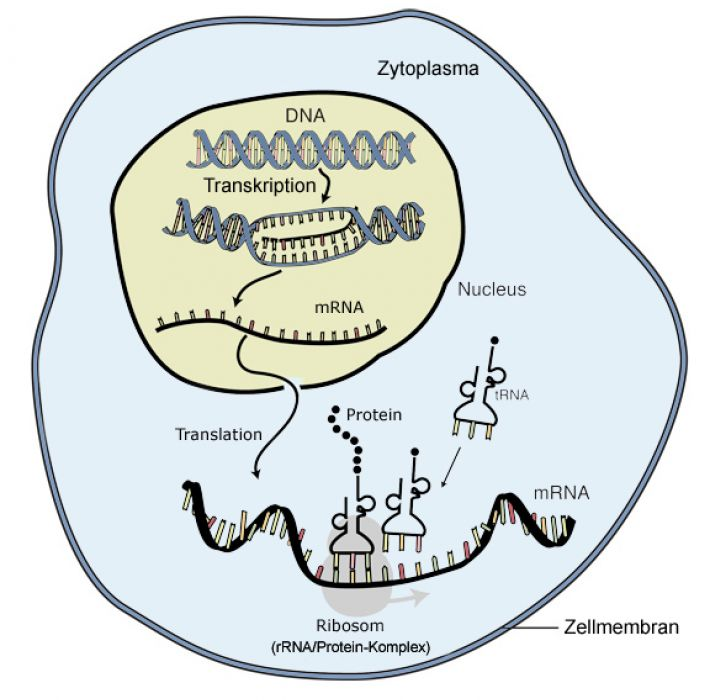 Zytoplasma
DNA
Transkription
Nucleus
mRNA
tRNA
Protein
Translation
mRNA
Ribosom
(rRNA/Protein-Komplex)
Zellmembran